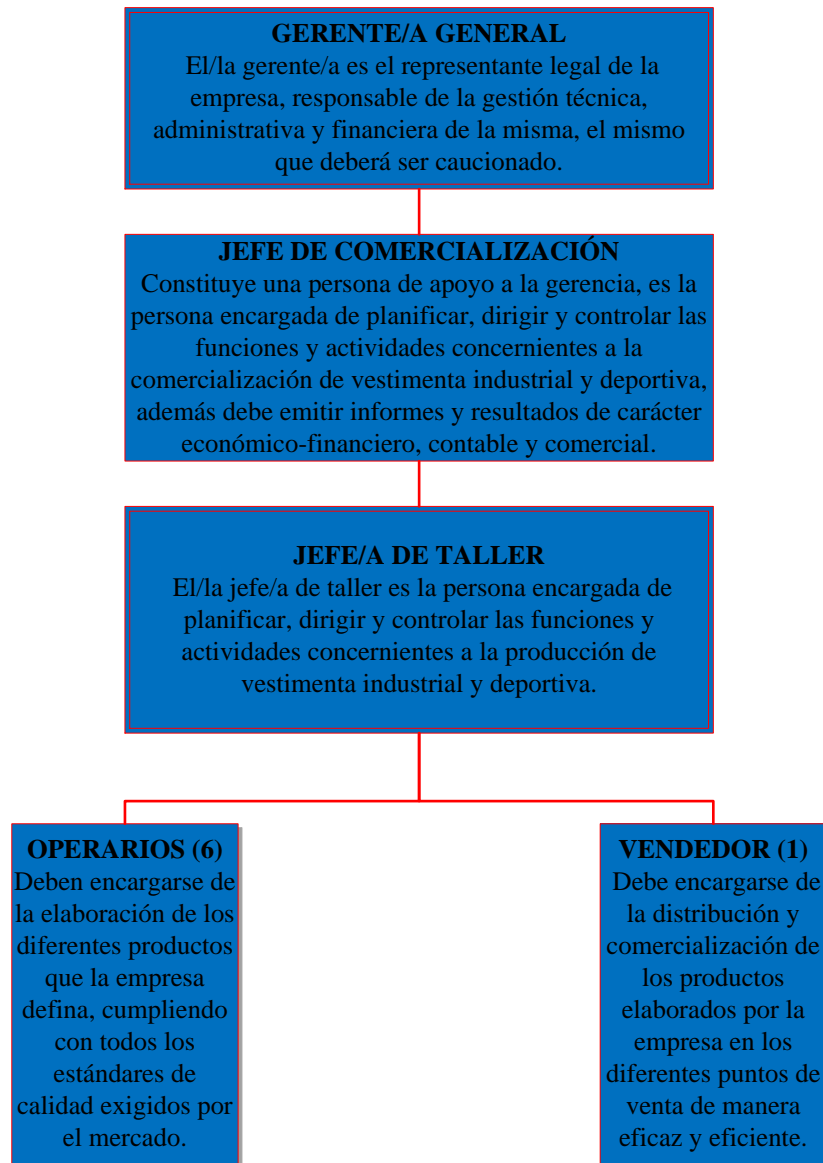 GERENTE/A GENERAL
El/la gerente/a es el representante legal de la
empresa, responsable de la gestión técnica,
administrativa y financiera de la misma, el mismo
que deberá ser caucionado.
JEFE DE COMERCIALIZACIÓN
Constituye una persona de apoyo a la gerencia, es la
persona encargada de planificar, dirigir y controlar las
funciones y actividades concernientes a la
comercialización de vestimenta industrial y deportiva,
además debe emitir informes y resultados de carácter
económico-financiero, contable y comercial.
JEFE/A DE TALLER
El/la jefe/a de taller es la persona encargada de
planificar, dirigir y controlar las funciones y
actividades concernientes a la producción de
vestimenta industrial y deportiva.
OPERARIOS (6)
Deben encargarse de
la elaboración de los
diferentes productos
que la empresa
defina, cumpliendo
con todos los
estándares de
calidad exigidos por
el mercado.
VENDEDOR (1)
Debe encargarse de
la distribución y
comercialización de
los productos
elaborados por la
empresa en los
diferentes puntos de
venta de manera
eficaz y eficiente.